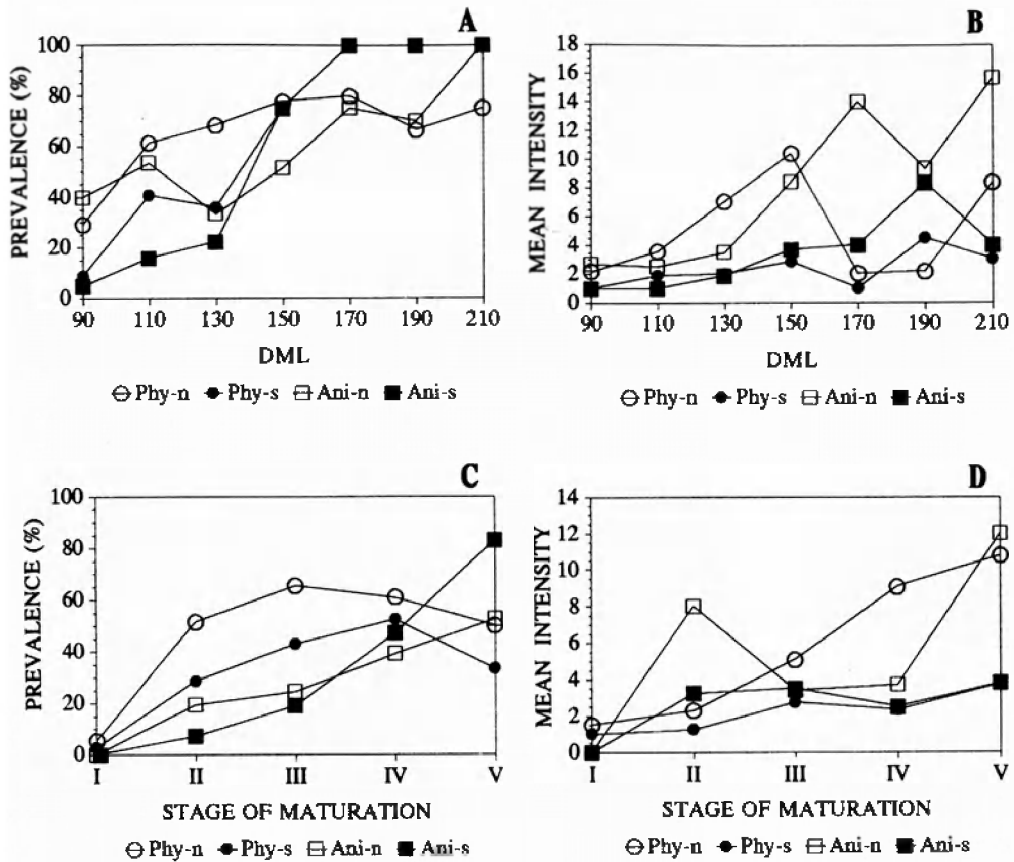 A
PREVALENCE (%)
100
80
60
40
20
0
90 110 130 150 170 190 210
DML
Phy-n Phy-s Ani-n Ani-s
B
MEAN INTENSITY
18
16
14
12
10
8
6
4
2
0
90 110 130 150 170 190 210
DML
Phy-n Phy-s Ani-n Ani-s
C
PREVALENCE (%)
100
80
60
40
20
0
I II III IV V
STAGE OF MATURATION
Phy-n Phy-s Ani-n Ani-s
D
MEAN INTENSITY
14
12
10
8
6
4
2
0
I II III IV V
STAGE OF MATURATION
Phy-n Phy-s Ani-n Ani-s